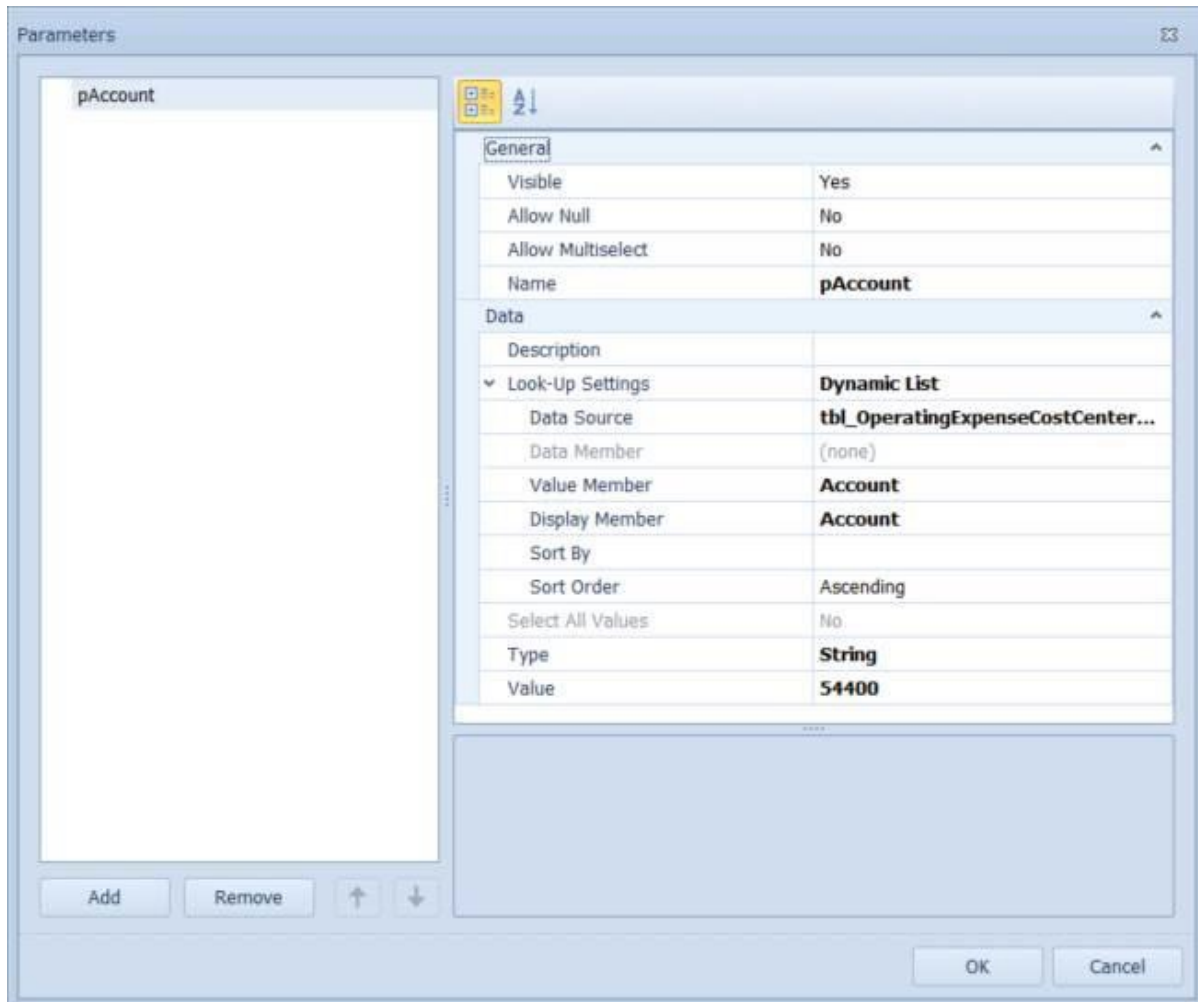 Parameters
pAccount
General
Visible Yes
Allow Null No
Allow Multiselect No
Name pAccount
Data
Description
Look-Up Settings Dynamic List
Data Source tbl_OperatingExpenseCostCenter...
Data Member (none)
Value Member Account
Display Member Account
Sort By
Sort Order Ascending
Select All Values No
Type String
Value 54400
Add Remove
OK Cancel